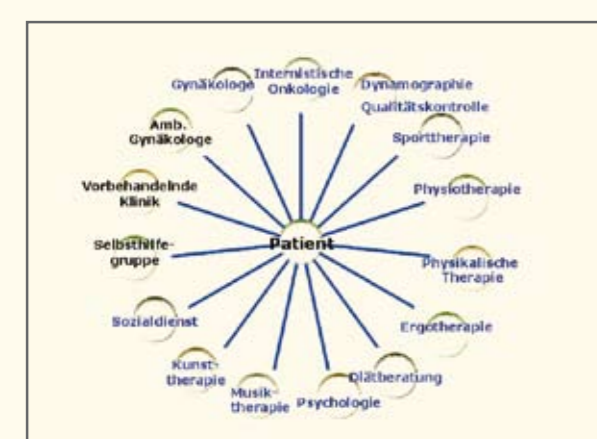 Internistische
Onkologie
Dynamographie
Qualitätskontrolle
Sporttherapie
Physiotherapie
Physikalische
Therapie
Ergotherapie
Diätberatung
Psychologie
Musik-
therapie
Kunst-
therapie
Sozialdienst
Selbsthilfe-
gruppe
Vorbehandelnde
Klinik
Amb.
Gynäkologe
Gynäkologe
Patient